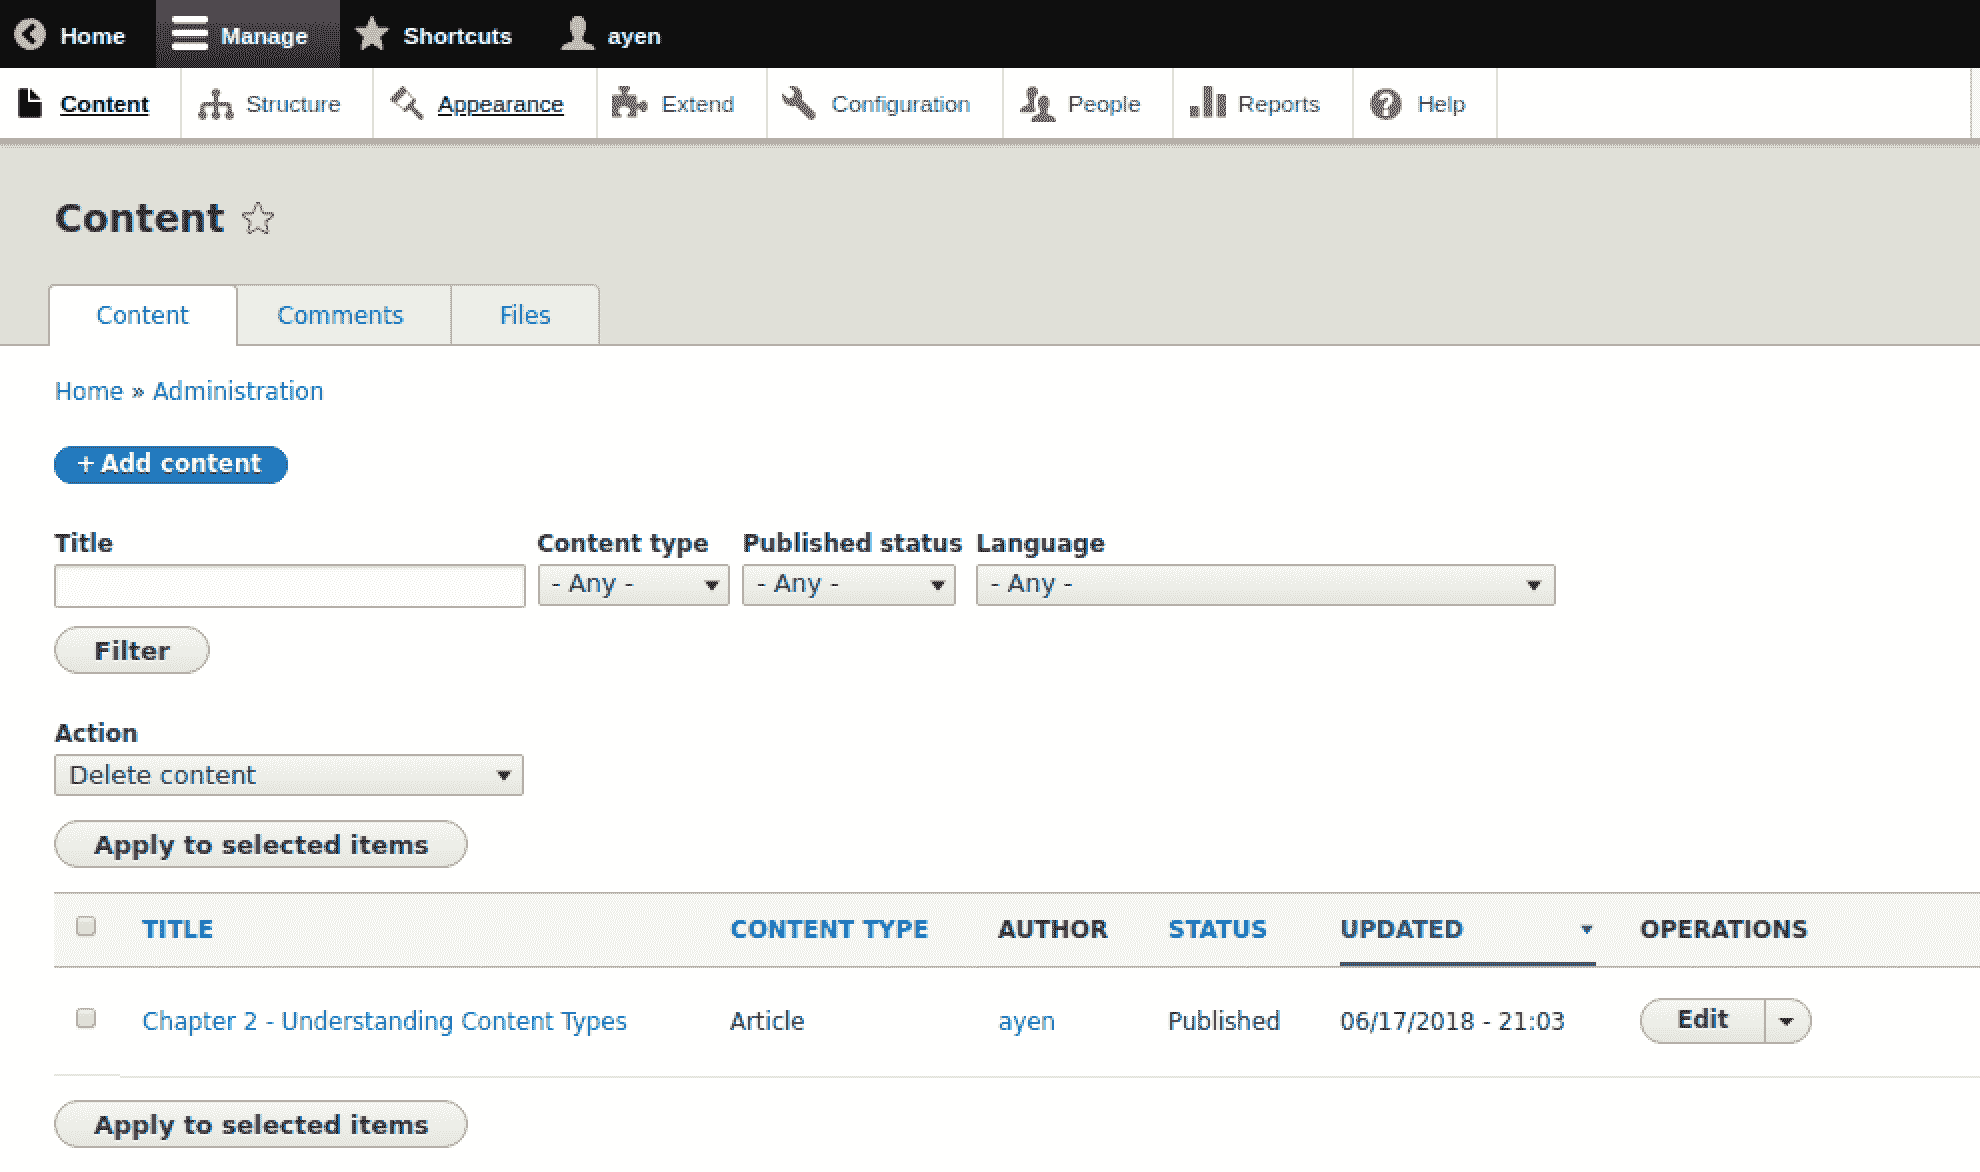 Home Manage Shortcuts ayen
Content Structure Appearance Extend Configuration People Reports Help
Content
Content Comments Files
Home » Administration
+ Add content
Title Content type Published status Language
- Any - - Any - - Any -
Filter
Action
Delete content
Apply to selected items
TITLE CONTENT TYPE AUTHOR STATUS UPDATED OPERATIONS
Chapter 2 - Understanding Content Types Article ayen Published 06/17/2018 - 21:03 Edit
Apply to selected items